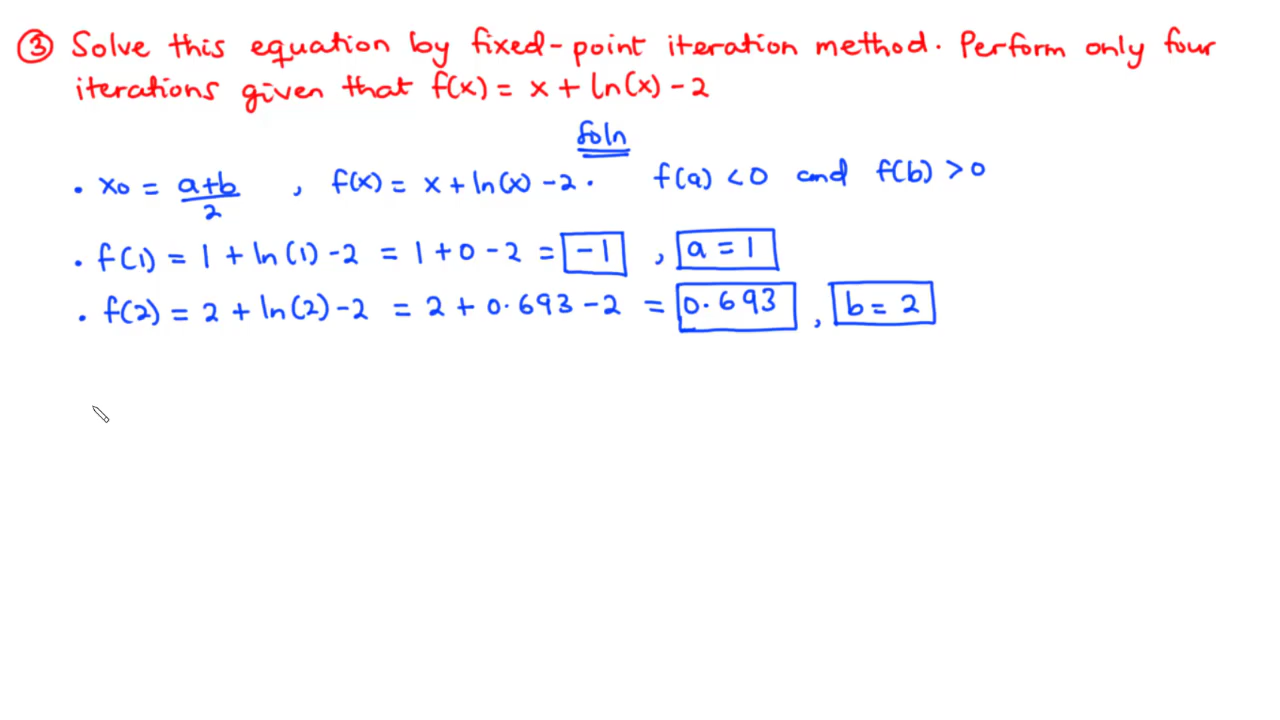 ③ Solve this equation by fixed-point iteration method. Perform only four
iterations given that f(x) = x + ln(x) - 2
Soln
• x0 = a+b/2 , f(x) = x + ln(x) - 2. f(a) < 0 and f(b) > 0
• f(1) = 1 + ln(1) - 2 = 1 + 0 - 2 = -1 , a = 1
• f(2) = 2 + ln(2) - 2 = 2 + 0.693 - 2 = 0.693 , b = 2